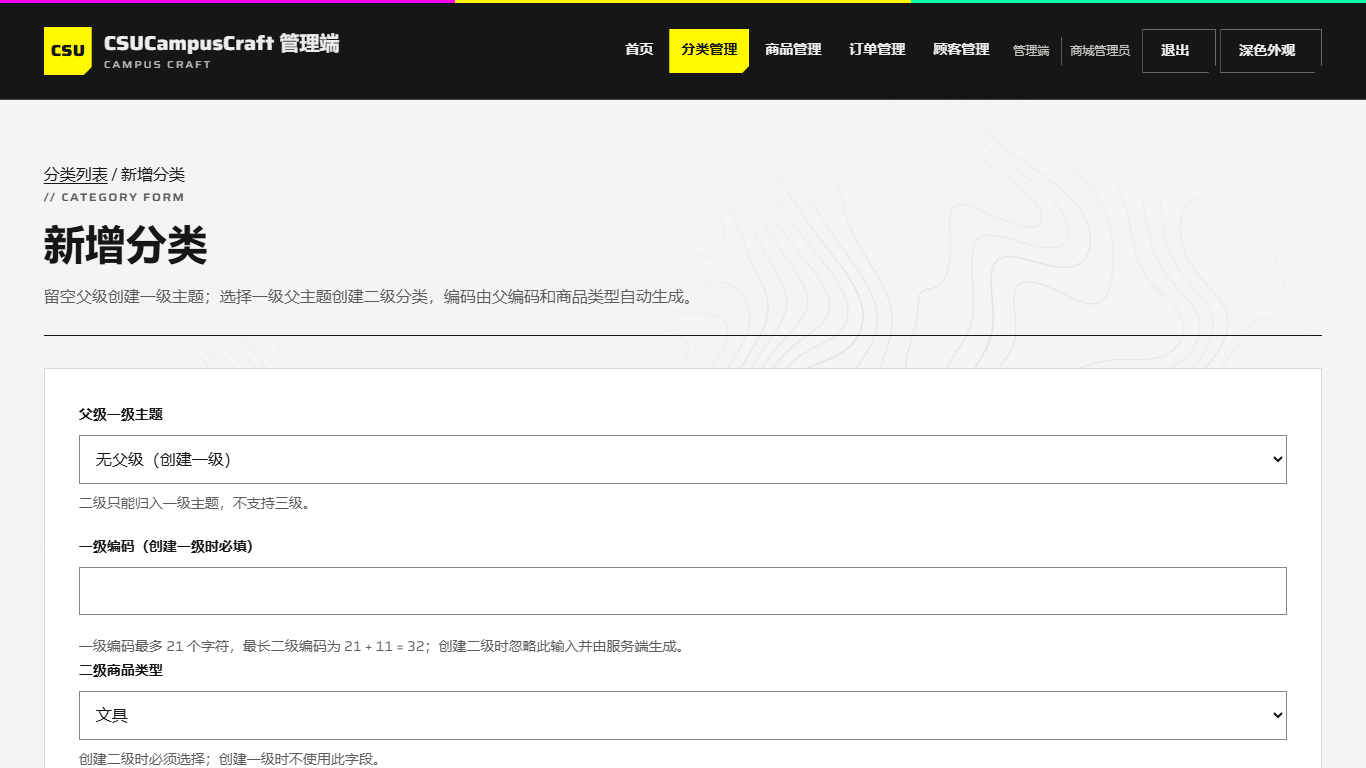 CSU
CSUCampusCraft 管理端
CAMPUS CRAFT
首页 分类管理 商品管理 订单管理 顾客管理 管理端 商城管理员 退出 深色外观
分类列表 / 新增分类
// CATEGORY FORM
新增分类
留空父级创建一级主题；选择一级父主题创建二级分类，编码由父编码和商品类型自动生成。
父级一级主题
无父级（创建一级）
二级只能归入一级主题，不支持三级。
一级编码（创建一级时必填）
一级编码最多 21 个字符，最长二级编码为 21 + 11 = 32；创建二级时忽略此输入并由服务端生成。
二级商品类型
文具
创建二级时必须选择；创建一级时不使用此字段。